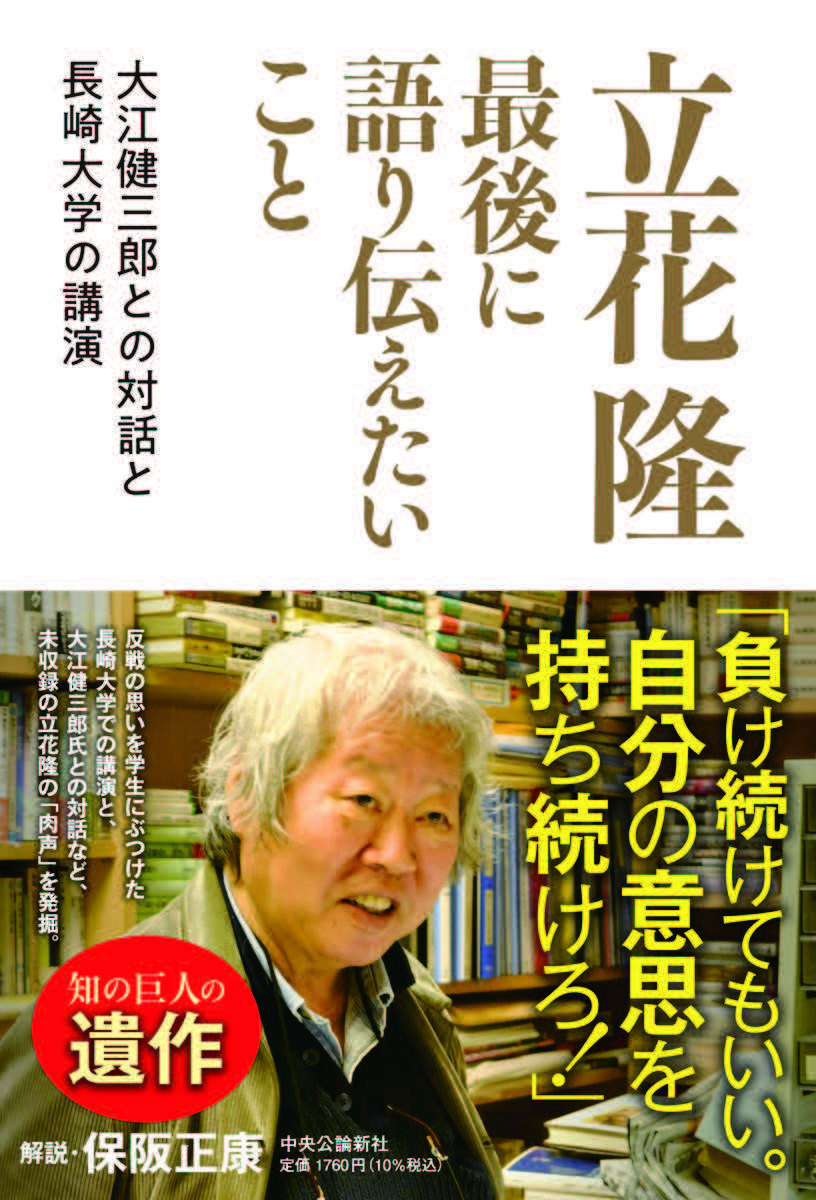 立花隆
最後に
語り伝えたい
こと
大江健三郎との対話と
長崎大学の講演
「負け続けてもいい。
自分の意思を
持ち続けろ!」
反戦の思いを学生にぶつけた
長崎大学での講演と、
大江健三郎氏との対話など、
未収録の立花隆の「肉声」を発掘。
知の巨人の
遺作
解説・保阪正康
中央公論新社
定価1760円(10%税込)